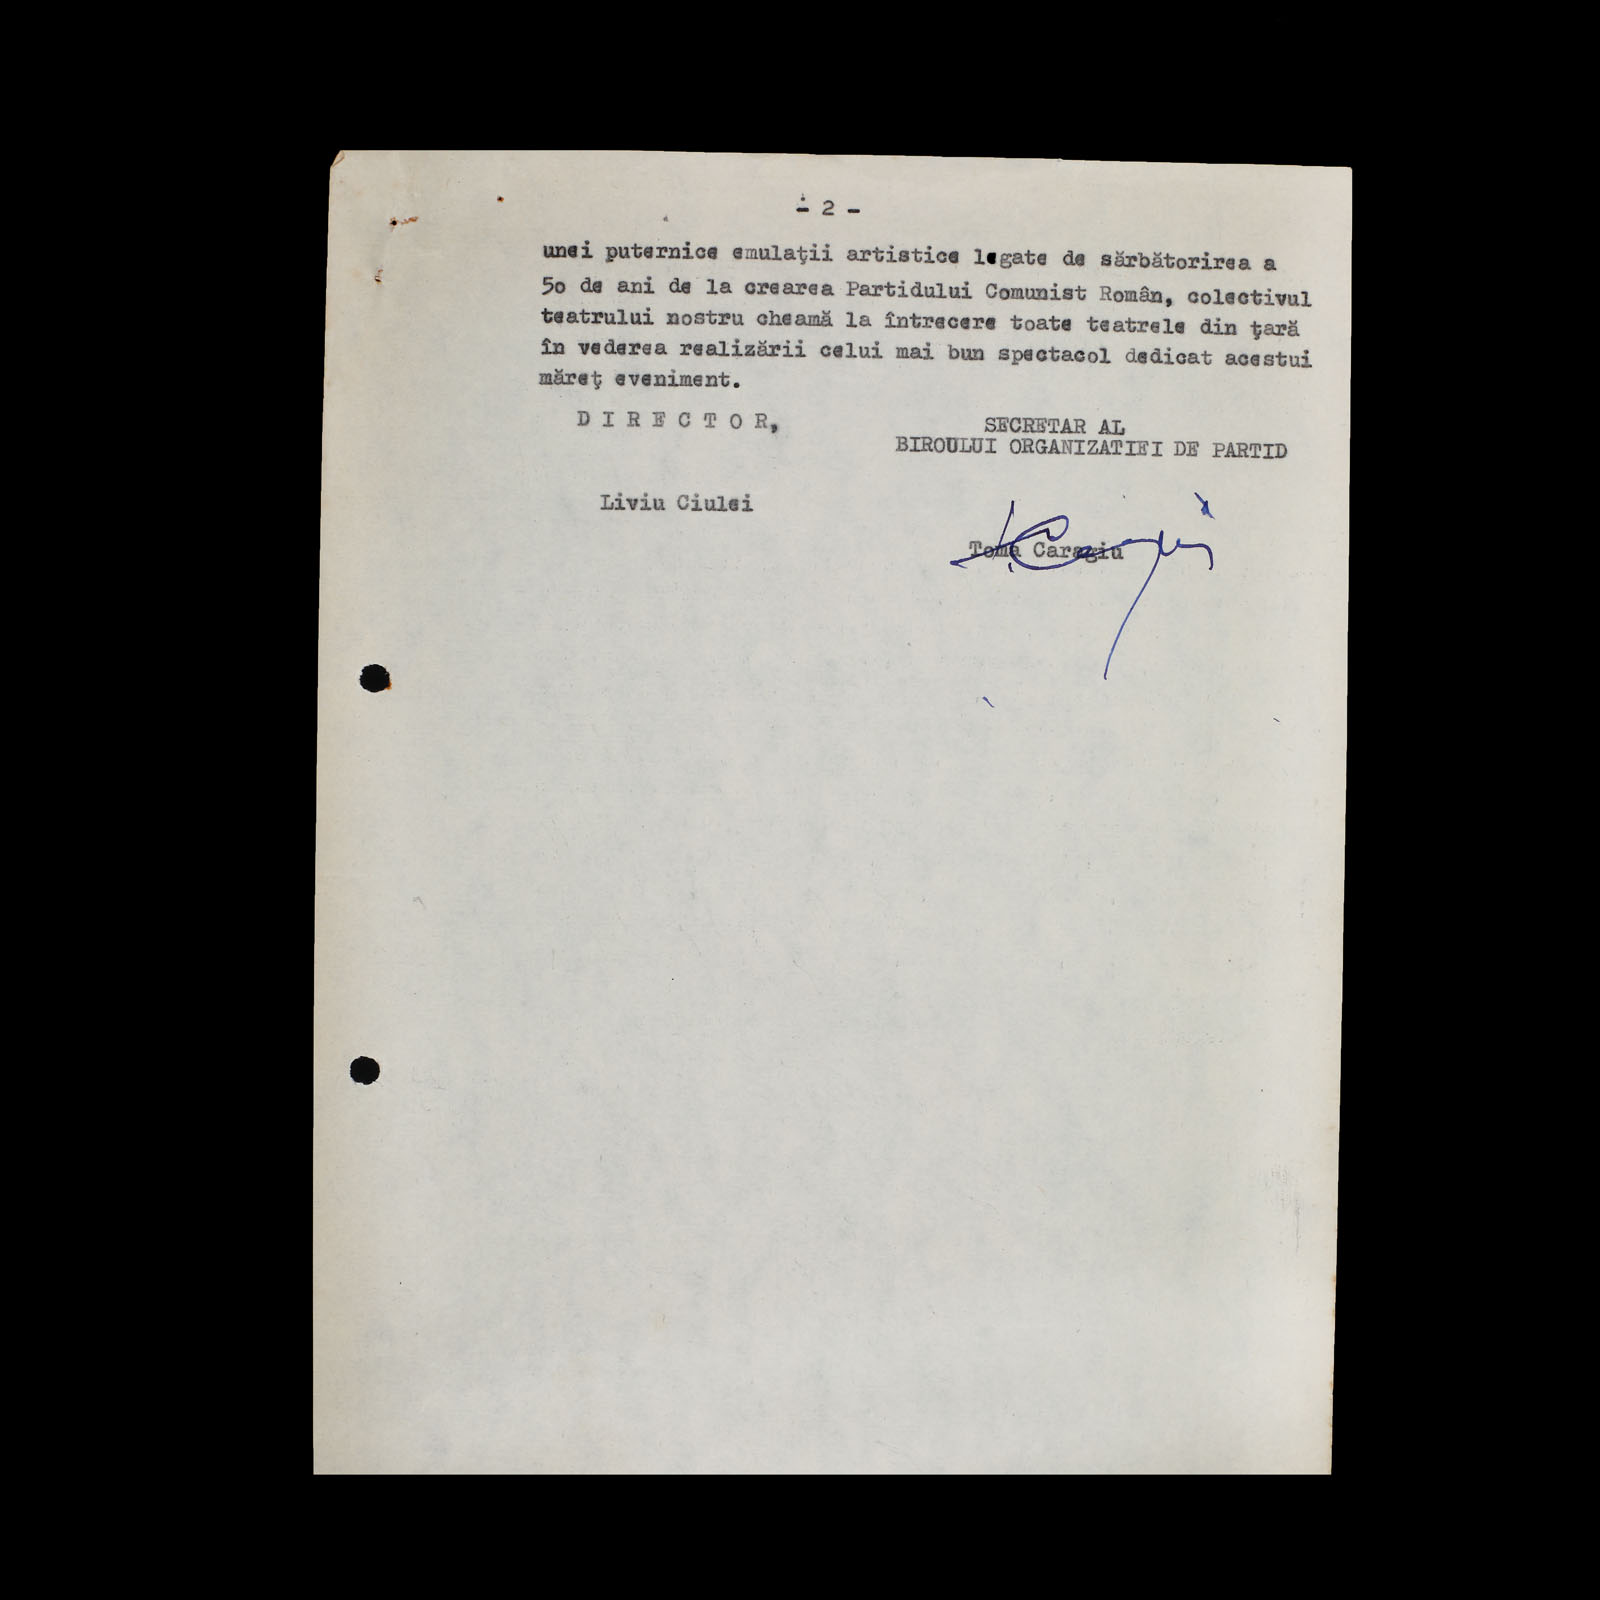 - 2 -
unei puternice emulaţii artistice legate de sărbătorirea a
5o de ani de la crearea Partidului Comunist Român, colectivul
teatrului nostru cheamă la întrecere toate teatrele din ţară
în vederea realizării celui mai bun spectacol dedicat acestui
măreţ eveniment.
D I R E C T O R,
SECRETAR AL
BIROULUI ORGANIZATIEI DE PARTID
Liviu Ciulei
Toma Caragiu